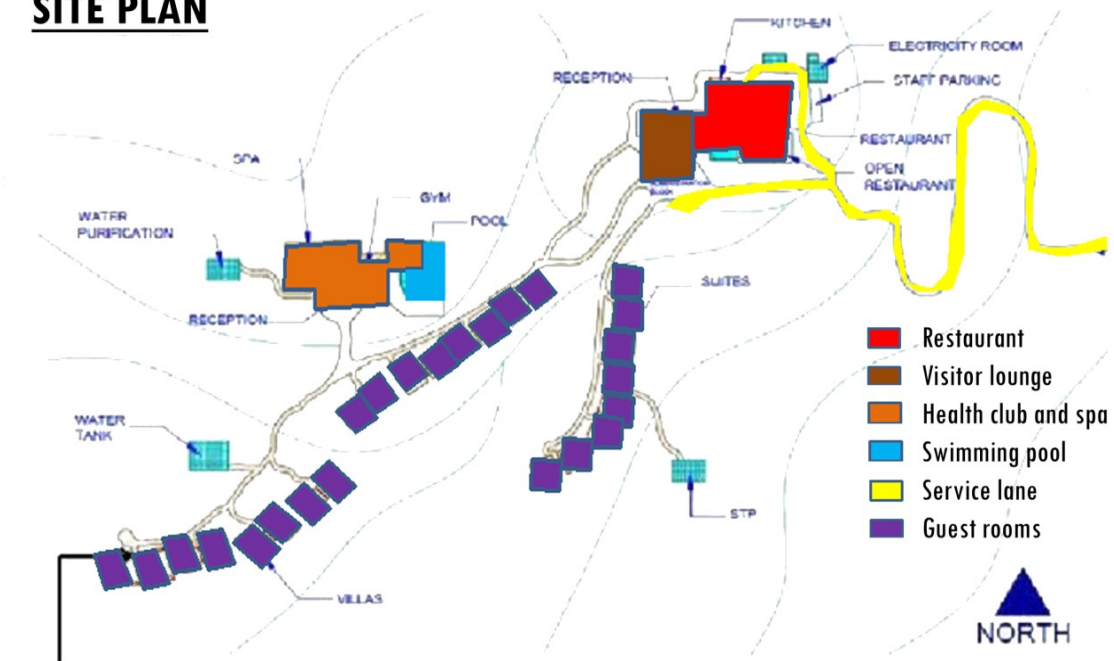 SITE PLAN
KITCHEN
ELECTRICITY ROOM
RECEPTION
STAFF PARKING
RESTAURANT
SPA
OPEN
RESTAURANT
GYM
POOL
WATER
PURIFICATION
SUITES
RECEPTION
Restaurant
Visitor lounge
Health club and spa
WATER
TANK
Swimming pool
Service lane
STP
Guest rooms
VILLAS
NORTH